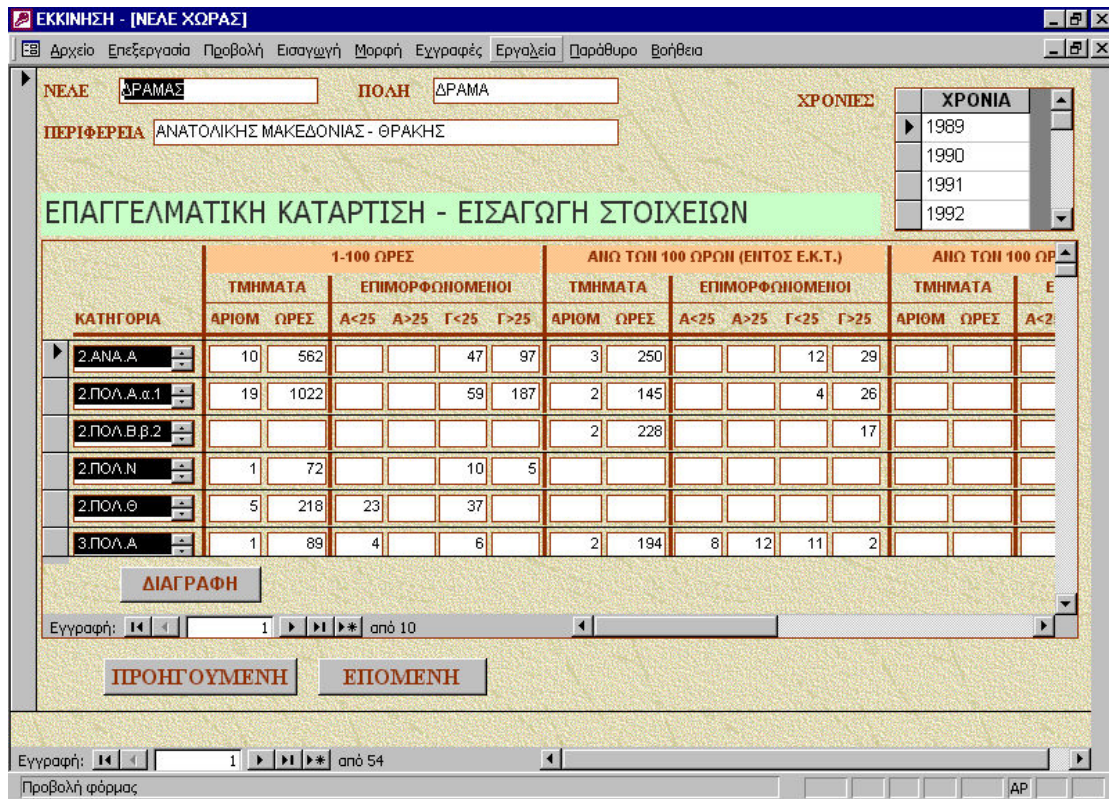 ΕΚΚΙΝΗΣΗ - [ΝΕΛΕ ΧΩΡΑΣ]
Αρχείο Επεξεργασία Προβολή Εισαγωγή Μορφή Εγγραφές Εργαλεία Παράθυρο Βοήθεια
ΝΕΛΕ ΔΡΑΜΑΣ ΠΟΛΗ ΔΡΑΜΑ
ΠΕΡΙΦΕΡΕΙΑ ΑΝΑΤΟΛΙΚΗΣ ΜΑΚΕΔΟΝΙΑΣ - ΘΡΑΚΗΣ
ΧΡΟΝΙΕΣ ΧΡΟΝΙΑ
1989
1990
1991
1992
ΕΠΑΓΓΕΛΜΑΤΙΚΗ ΚΑΤΑΡΤΙΣΗ - ΕΙΣΑΓΩΓΗ ΣΤΟΙΧΕΙΩΝ
1-100 ΩΡΕΣ ΑΝΩ ΤΩΝ 100 ΩΡΩΝ (ΕΝΤΟΣ Ε.Κ.Τ.) ΑΝΩ ΤΩΝ 100 ΩΡ
ΤΜΗΜΑΤΑ ΕΠΙΜΟΡΦΩΝΟΜΕΝΟΙ ΤΜΗΜΑΤΑ ΕΠΙΜΟΡΦΩΝΟΜΕΝΟΙ ΤΜΗΜΑΤΑ Ε
ΚΑΤΗΓΟΡΙΑ ΑΡΙΘΜ ΩΡΕΣ Α<25 Α>25 Γ<25 Γ>25 ΑΡΙΘΜ ΩΡΕΣ Α<25 Α>25 Γ<25 Γ>25 ΑΡΙΘΜ ΩΡΕΣ Α<2
2.ΑΝΑ.Α 10 562 47 97 3 250 12 29
2.ΠΟΛ.Α.α.1 19 1022 59 187 2 145 4 26
2.ΠΟΛ.Β.β.2 2 228 17
2.ΠΟΛ.Ν 1 72 10 5
2.ΠΟΛ.Θ 5 218 23 37
3.ΠΟΛ.Α 1 89 4 6 2 194 8 12 11 2
ΔΙΑΓΡΑΦΗ
Εγγραφή: 1 από 10
ΠΡΟΗΓΟΥΜΕΝΗ ΕΠΟΜΕΝΗ
Εγγραφή: 1 από 54
Προβολή φόρμας AP